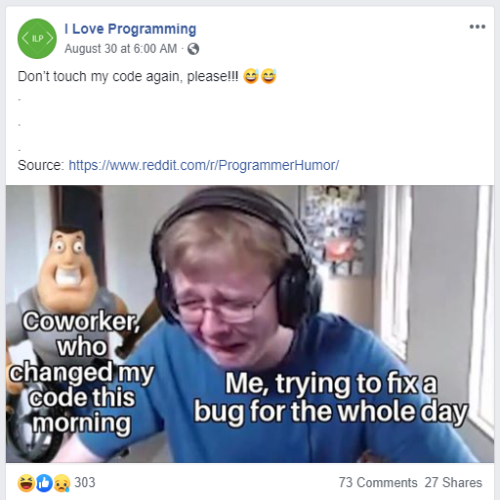 ILP
I Love Programming
August 30 at 6:00 AM ·
Don't touch my code again, please!!! 😅😅
.
.
.
Source: https://www.reddit.com/r/ProgrammerHumor/
Coworker,
who
changed my
code this
morning
Me, trying to fix a
bug for the whole day
303
73 Comments 27 Shares